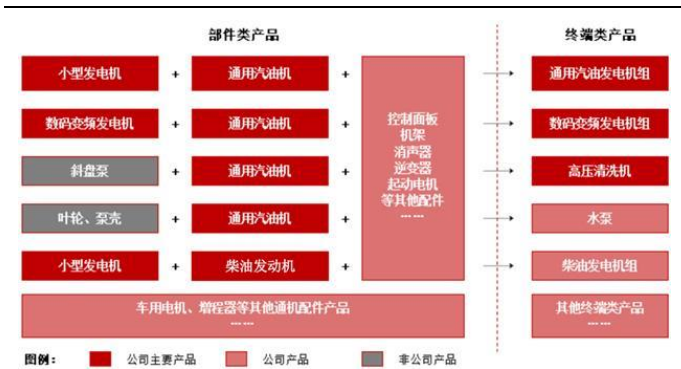 部件类产品 终端类产品
小型发电机 + 通用汽油机 + → 通用汽油发电机组
数码变频发电机 + 通用汽油机 + → 数码变频发电机组
斜盘泵 + 通用汽油机 + → 高压清洗机
叶轮、泵壳 + 通用汽油机 + → 水泵
小型发电机 + 柴油发动机 + → 柴油发电机组
控制面板
机架
消声器
逆变器
起动电机
等其他配件
……
车用电机、增程器等其他通机配件产品
……
其他终端类产品
……
图例： 公司主要产品 公司产品 非公司产品